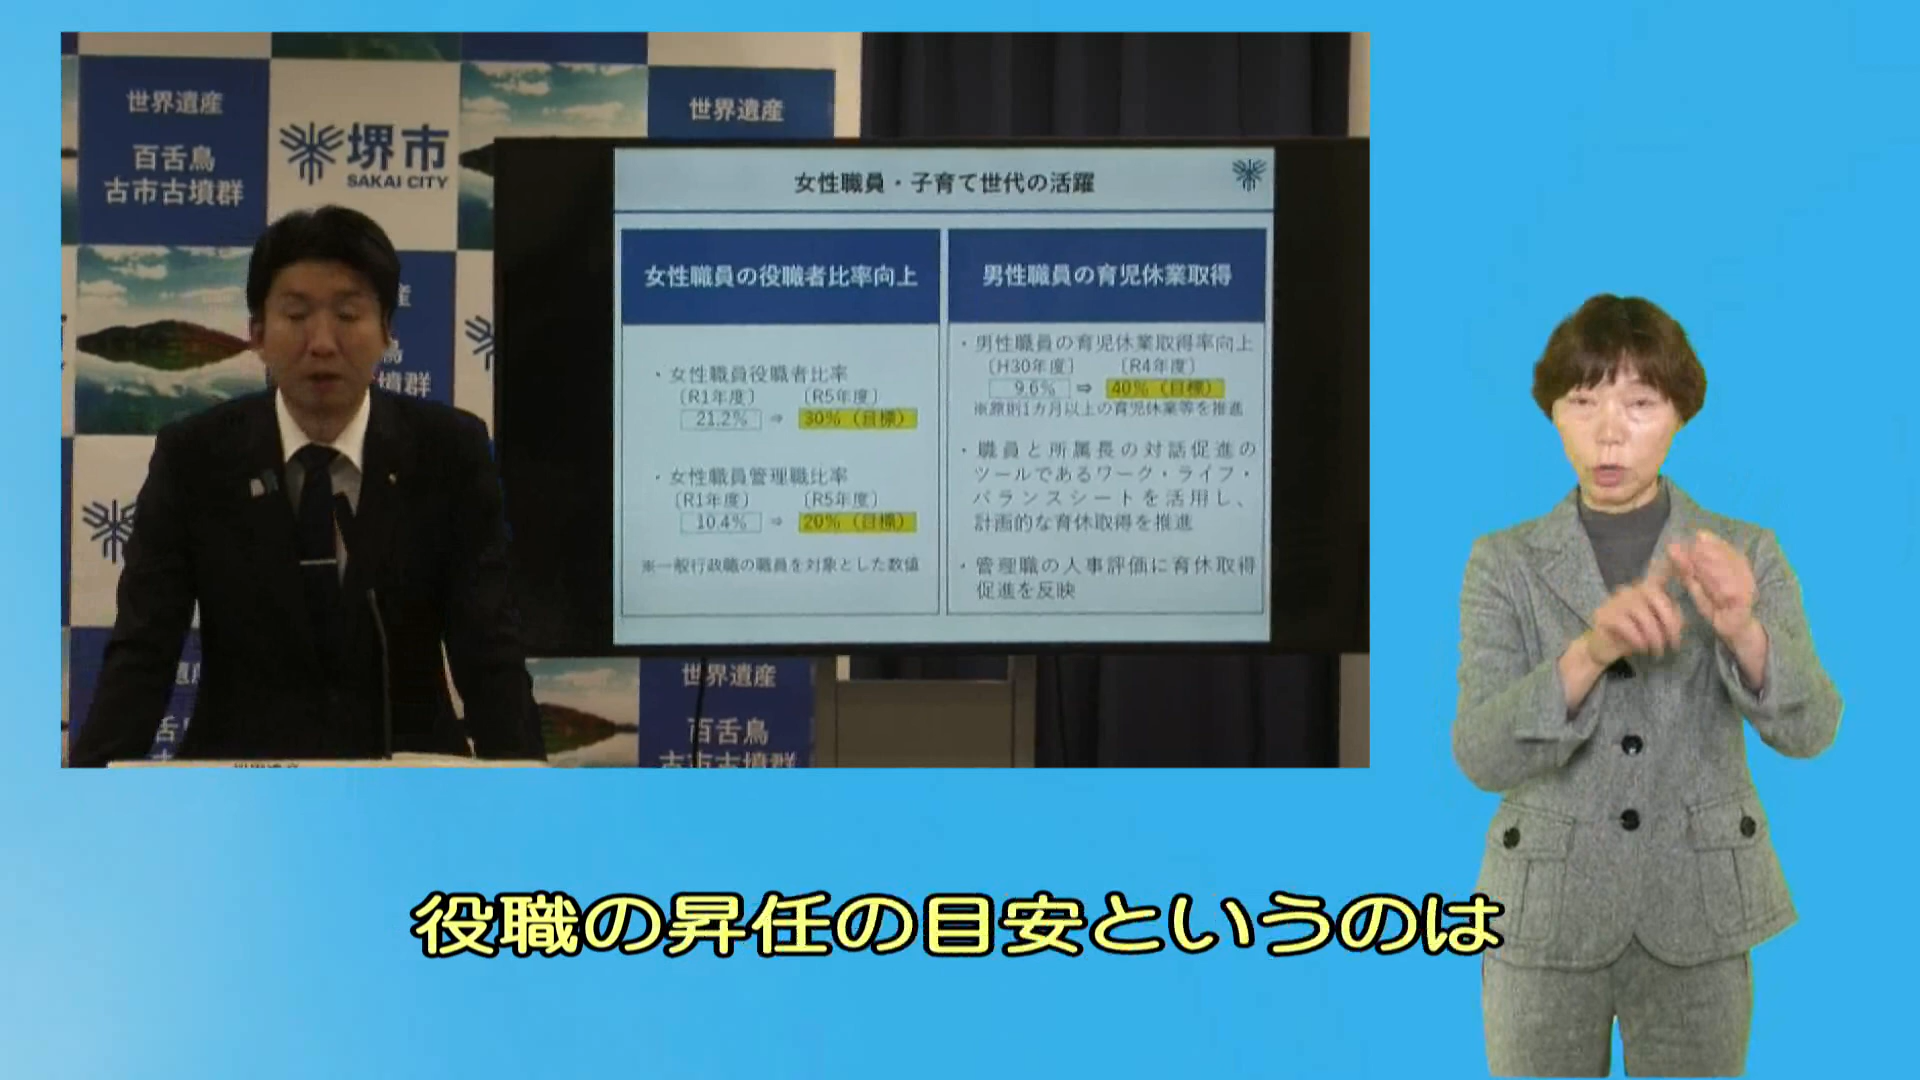 世界遺産
百舌鳥
古市古墳群
堺市
SAKAI CITY
世界遺産
女性職員・子育て世代の活躍
女性職員の役職者比率向上
・女性職員役職者比率
〔R1年度〕 〔R5年度〕
21.2% ⇒ 30%（目標）
・女性職員管理職比率
〔R1年度〕 〔R5年度〕
10.4% ⇒ 20%（目標）
※一般行政職の職員を対象とした数値
男性職員の育児休業取得
・男性職員の育児休業取得率向上
〔H30年度〕 〔R4年度〕
9.6% ⇒ 40%（目標）
※原則1カ月以上の育児休業等を推進
・職員と所属長の対話促進の
ツールであるワーク・ライフ・
バランスシートを活用し、
計画的な育休取得を推進
・管理職の人事評価に育休取得
促進を反映
産
鳥
墳群
世界遺産
百舌鳥
古市古墳群
役職の昇任の目安というのは